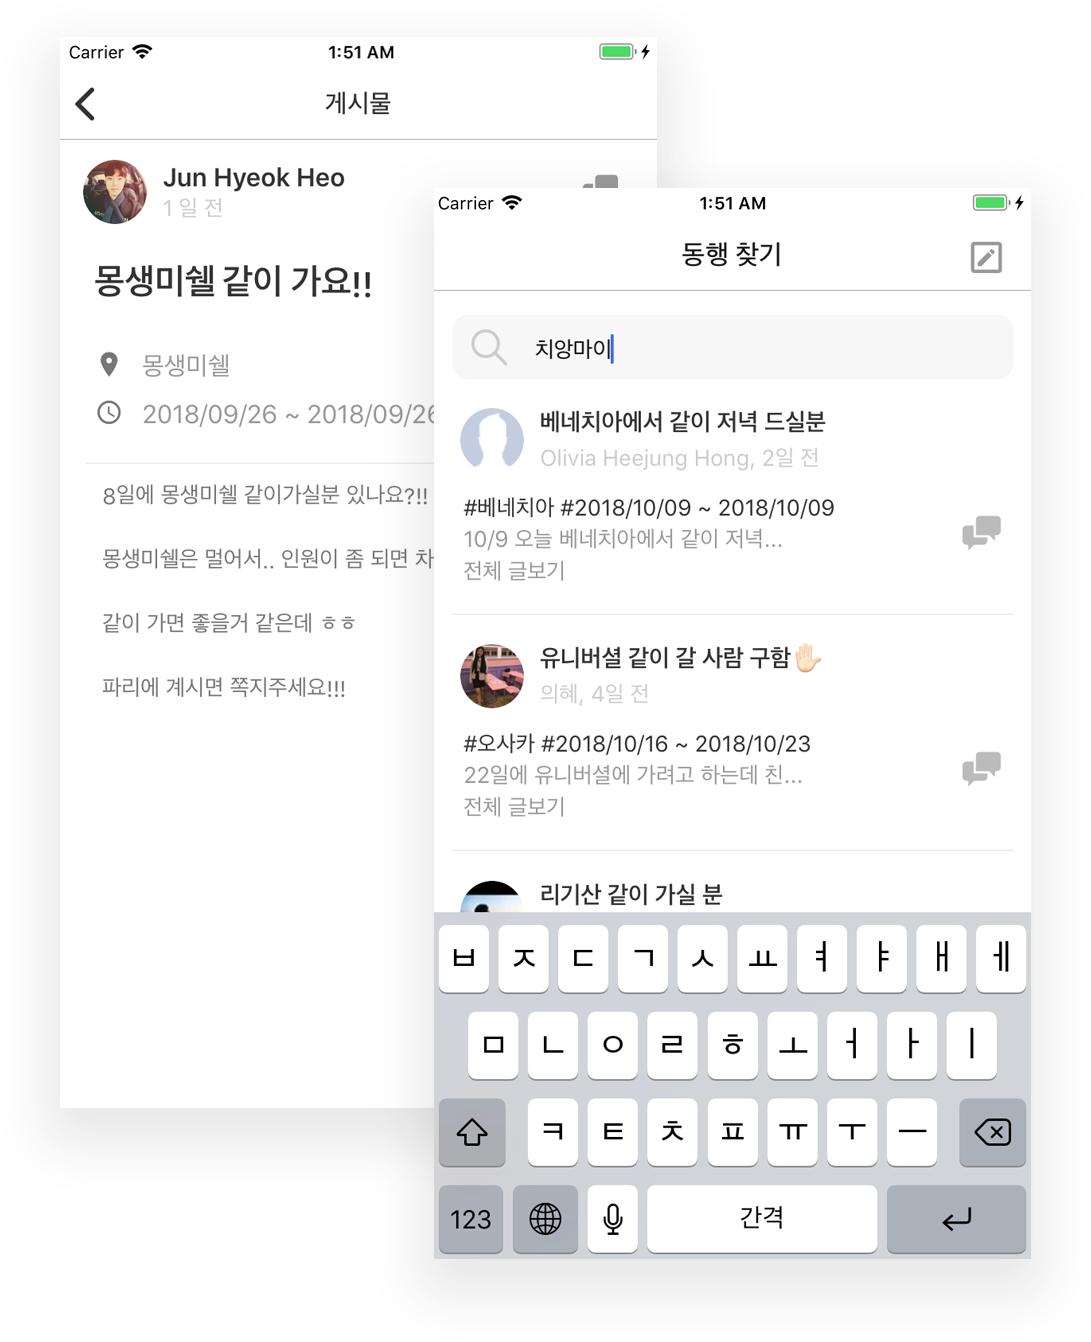 Carrier 1:51 AM
게시물
Jun Hyeok Heo
1 일 전
몽생미쉘 같이 가요!!
몽생미쉘
2018/09/26 ~ 2018/09/26
8일에 몽생미쉘 같이가실분 있나요?!!
몽생미쉘은 멀어서.. 인원이 좀 되면 차
같이 가면 좋을거 같은데 ㅎㅎ
파리에 계시면 쪽지주세요!!!
Carrier 1:51 AM
동행 찾기
치앙마이
베네치아에서 같이 저녁 드실분
Olivia Heejung Hong, 2일 전
#베네치아 #2018/10/09 ~ 2018/10/09
10/9 오늘 베네치아에서 같이 저녁...
전체 글보기
유니버셜 같이 갈 사람 구함✋🏻
의혜, 4일 전
#오사카 #2018/10/16 ~ 2018/10/23
22일에 유니버셜에 가려고 하는데 친...
전체 글보기
리기산 같이 가실 분
ㅂ ㅈ ㄷ ㄱ ㅅ ㅛ ㅕ ㅑ ㅐ ㅔ
ㅁ ㄴ ㅇ ㄹ ㅎ ㅗ ㅓ ㅏ ㅣ
ㅋ ㅌ ㅊ ㅍ ㅠ ㅜ ㅡ
123 간격